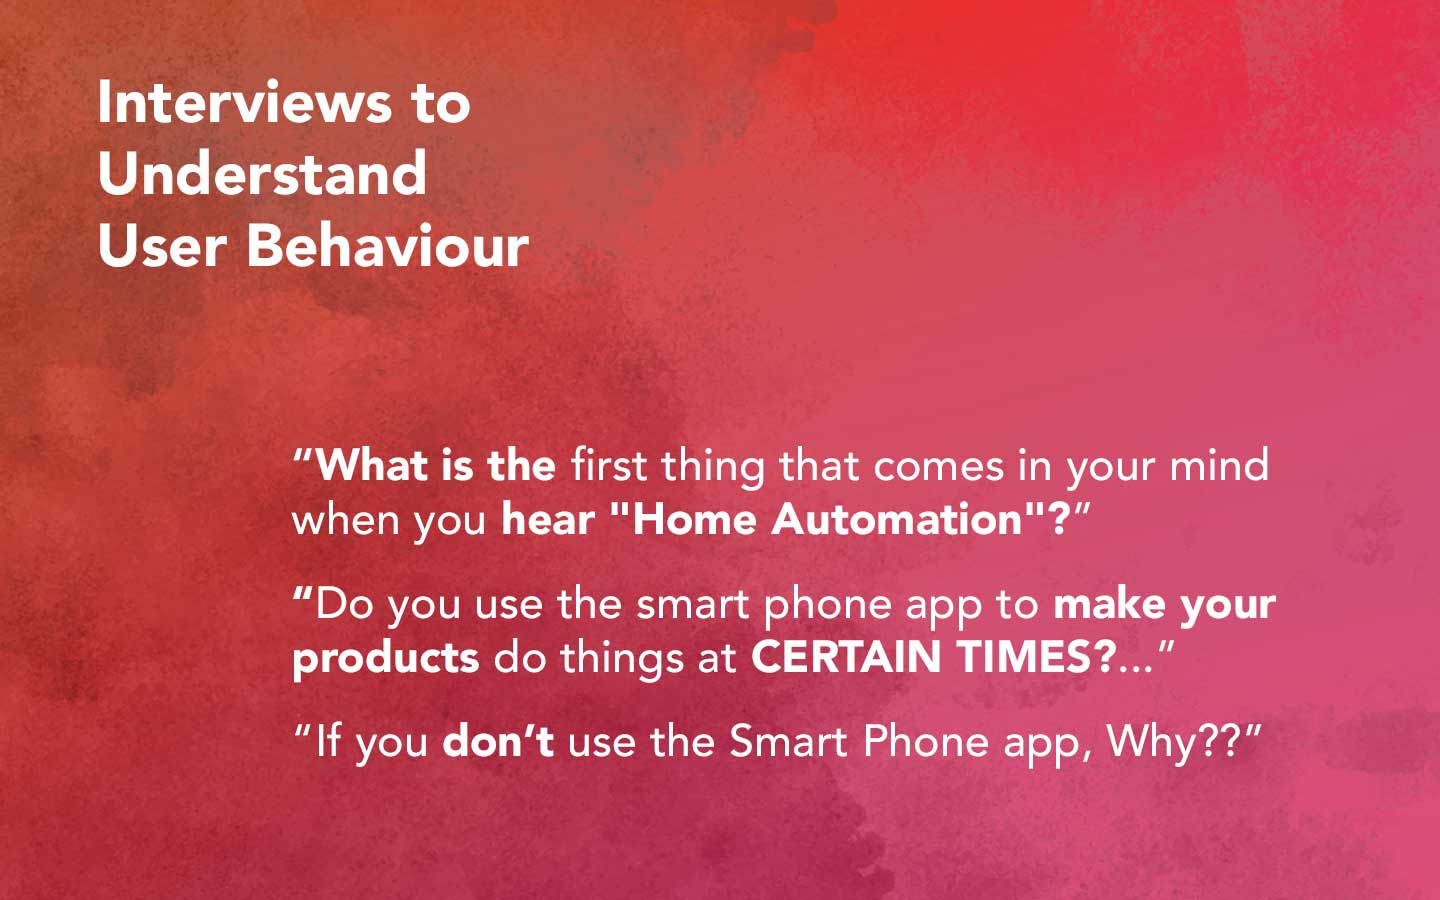 Interviews to
Understand
User Behaviour
“What is the first thing that comes in your mind
when you hear "Home Automation"?”
“Do you use the smart phone app to make your
products do things at CERTAIN TIMES?...”
“If you don’t use the Smart Phone app, Why??”